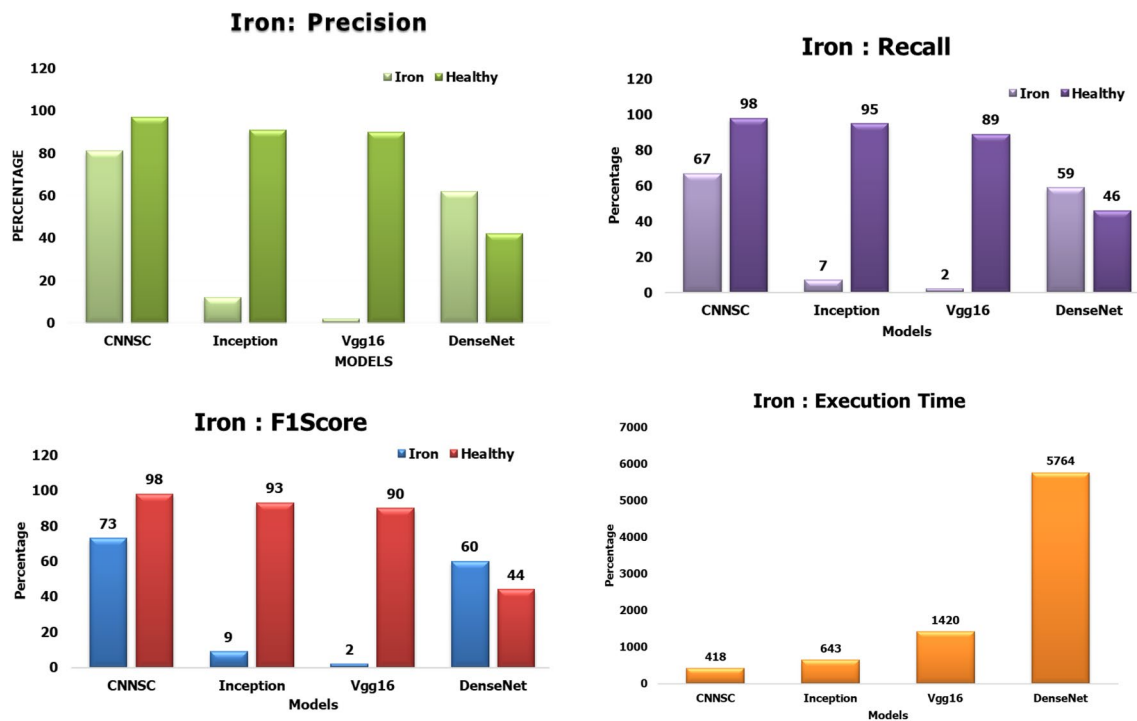 Iron: Precision
Iron Healthy
120
100
80
60
40
20
0
PERCENTAGE
CNNSC Inception Vgg16 DenseNet
MODELS
Iron : Recall
Iron Healthy
120
100
80
60
40
20
0
Percentage
67 98 7 95 2 89 59 46
CNNSC Inception Vgg16 DenseNet
Models
Iron : F1Score
Iron Healthy
120
100
80
60
40
20
0
Percentage
73 98 9 93 2 90 60 44
CNNSC Inception Vgg16 DenseNet
Models
Iron : Execution Time
7000
6000
5000
4000
3000
2000
1000
0
Percentage
418 643 1420 5764
CNNSC Inception Vgg16 DenseNet
Models